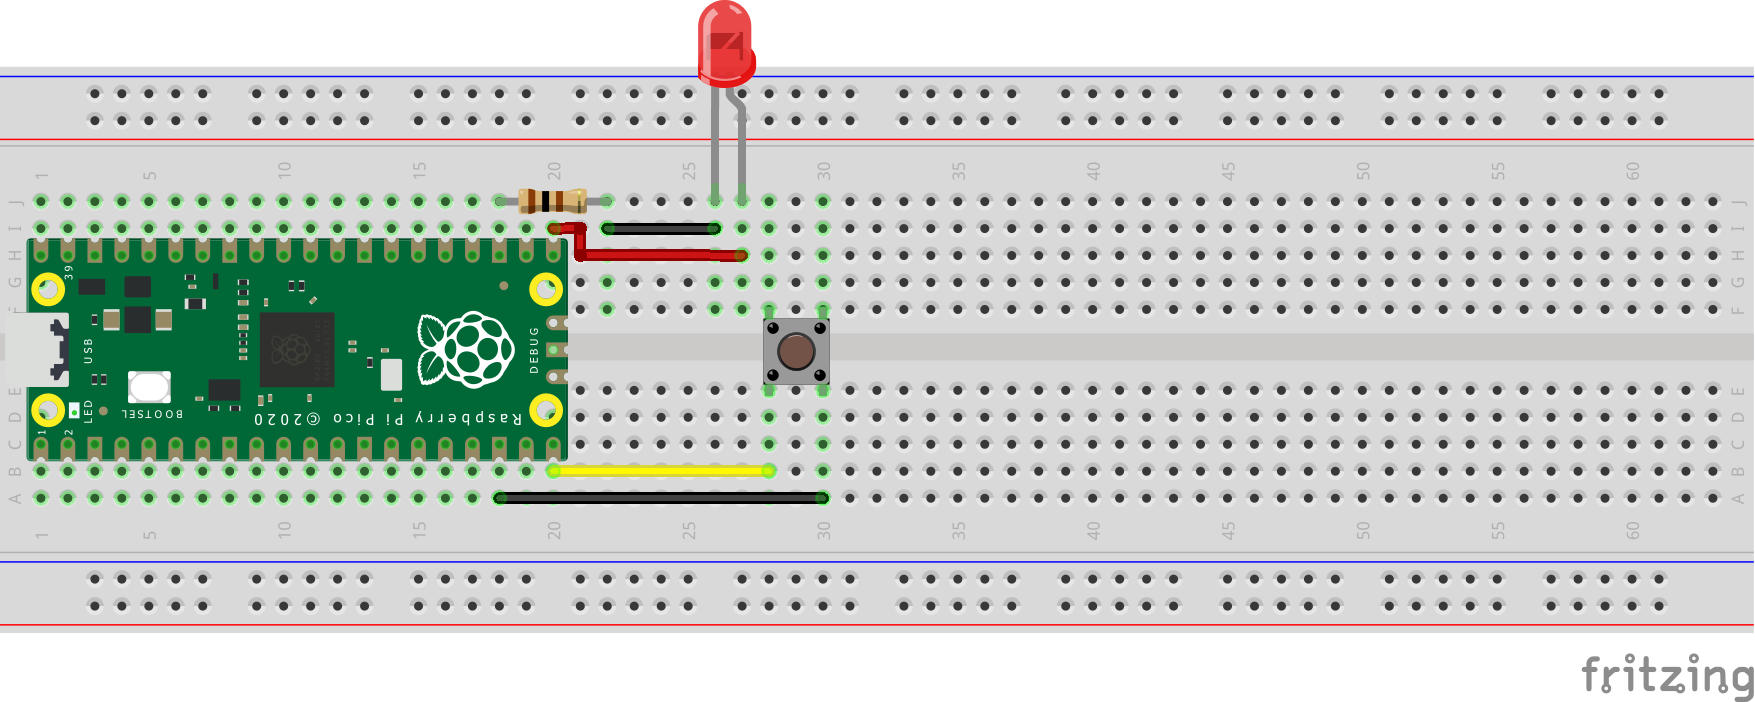 1 5 10 15 20 25 30 35 40 45 50 55 60
J J
I I
H H
G G
F F
39
USB
DEBUG
LED
BOOTSEL
Raspberry Pi Pico ©2020
1 2
E E
D D
C C
B B
A A
1 5 10 15 20 25 30 35 40 45 50 55 60
fritzing